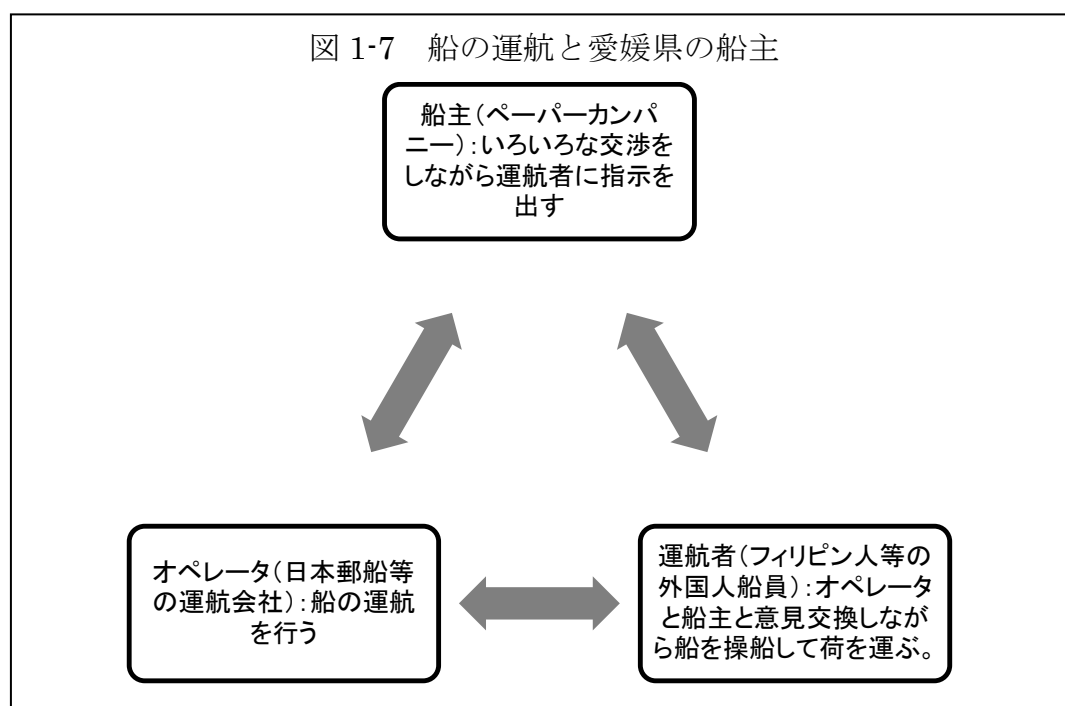 図 1-7　船の運航と愛媛県の船主
船主(ペーパーカンパ
ニー):いろいろな交渉を
しながら運航者に指示を
出す
オペレータ(日本郵船等
の運航会社):船の運航
を行う
運航者(フィリピン人等の
外国人船員):オペレータ
と船主と意見交換しなが
ら船を操船して荷を運ぶ。